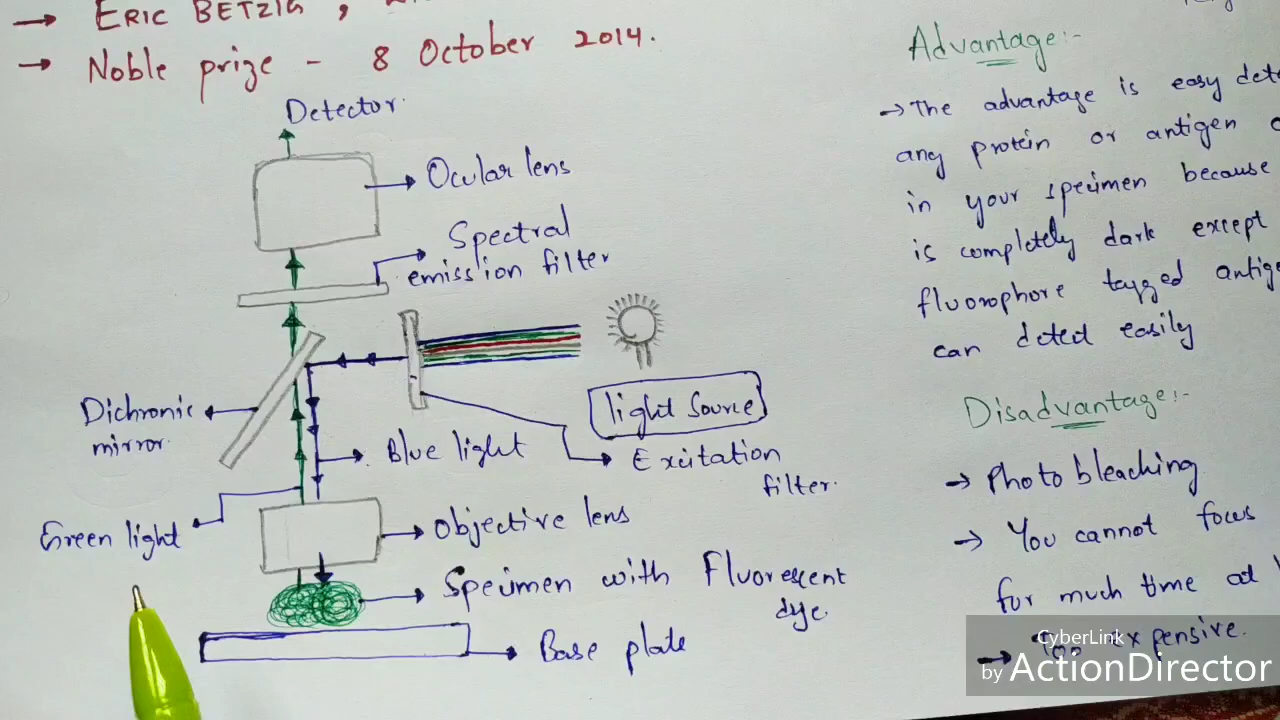 → ERIC BETZIG ,
→ Noble prize - 8 October 2014.
Detector.
→ Ocular lens
→ Spectral
emission filter
Dichronic
mirror.
light source
→ Blue light
→ Excitation
filter.
Green light
→ Objective lens
→ Specimen with Fluorescent
dye.
→ Base plate
Advantage:-
→ The advantage is easy
any protein or antigen
in your specimen because
is completely dark except
fluorophore tagged
can detect easily
Disadvantage:-
→ Photo bleaching
→ You cannot focus
for much time at
→ expensive.
CyberLink
by ActionDirector